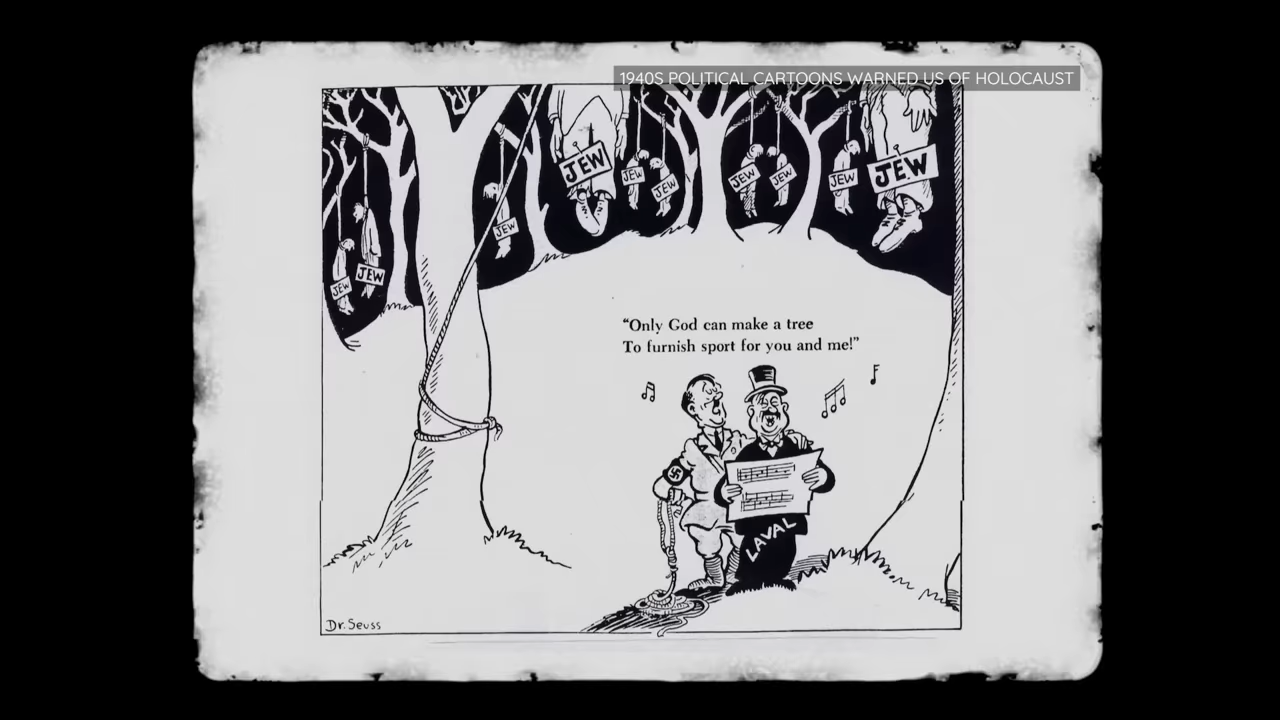 1940S POLITICAL CARTOONS WARNED US OF HOLOCAUST
JEW
JEW
JEW
JEW
JEW
JEW
JEW
JEW
JEW
JEW
“Only God can make a tree
To furnish sport for you and me!”
LAVAL
Dr. Seuss